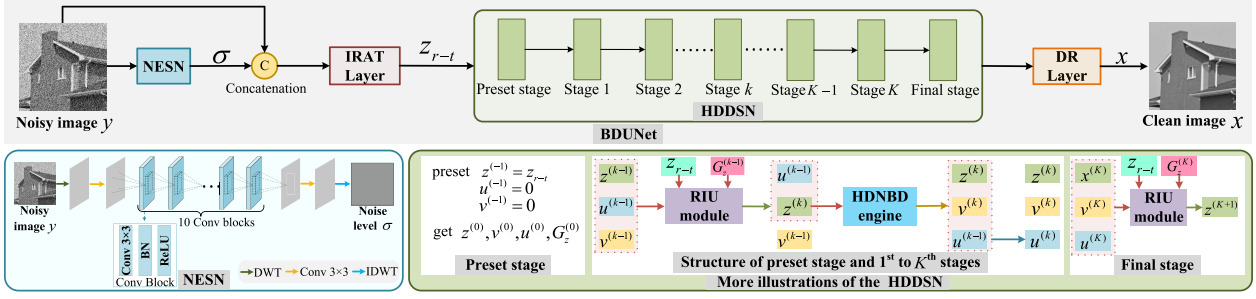 Noisy image y
NESN
σ
C
Concatenation
IRAT Layer
z_{r-t}
Preset stage
Stage 1
Stage 2
Stage k
Stage K−1
Stage K
Final stage
HDDSN
DR Layer
x
Clean image x
BDUNet
Noisy image y
10 Conv blocks
Noise level σ
Conv 3×3
BN
ReLU
Conv Block
NESN
DWT
Conv 3×3
IDWT
preset z^{(-1)} = z_{r-t}
u^{(-1)} = 0
v^{(-1)} = 0
get z^{(0)}, v^{(0)}, u^{(0)}, G_z^{(0)}
Preset stage
z^{(k-1)}
u^{(k-1)}
v^{(k-1)}
z_{r-t}
G_z^{(k-1)}
RIU module
u^{(k-1)}
z^{(k)}
v^{(k-1)}
HDNBD engine
z^{(k)}
v^{(k)}
u^{(k)}
z^{(k)}
v^{(k)}
u^{(k)}
Structure of preset stage and 1^{st} to K^{th} stages
x^{(K)}
v^{(K)}
u^{(K)}
z_{r-t}
G_z^{(K)}
RIU module
z^{(K+1)}
Final stage
More illustrations of the HDDSN